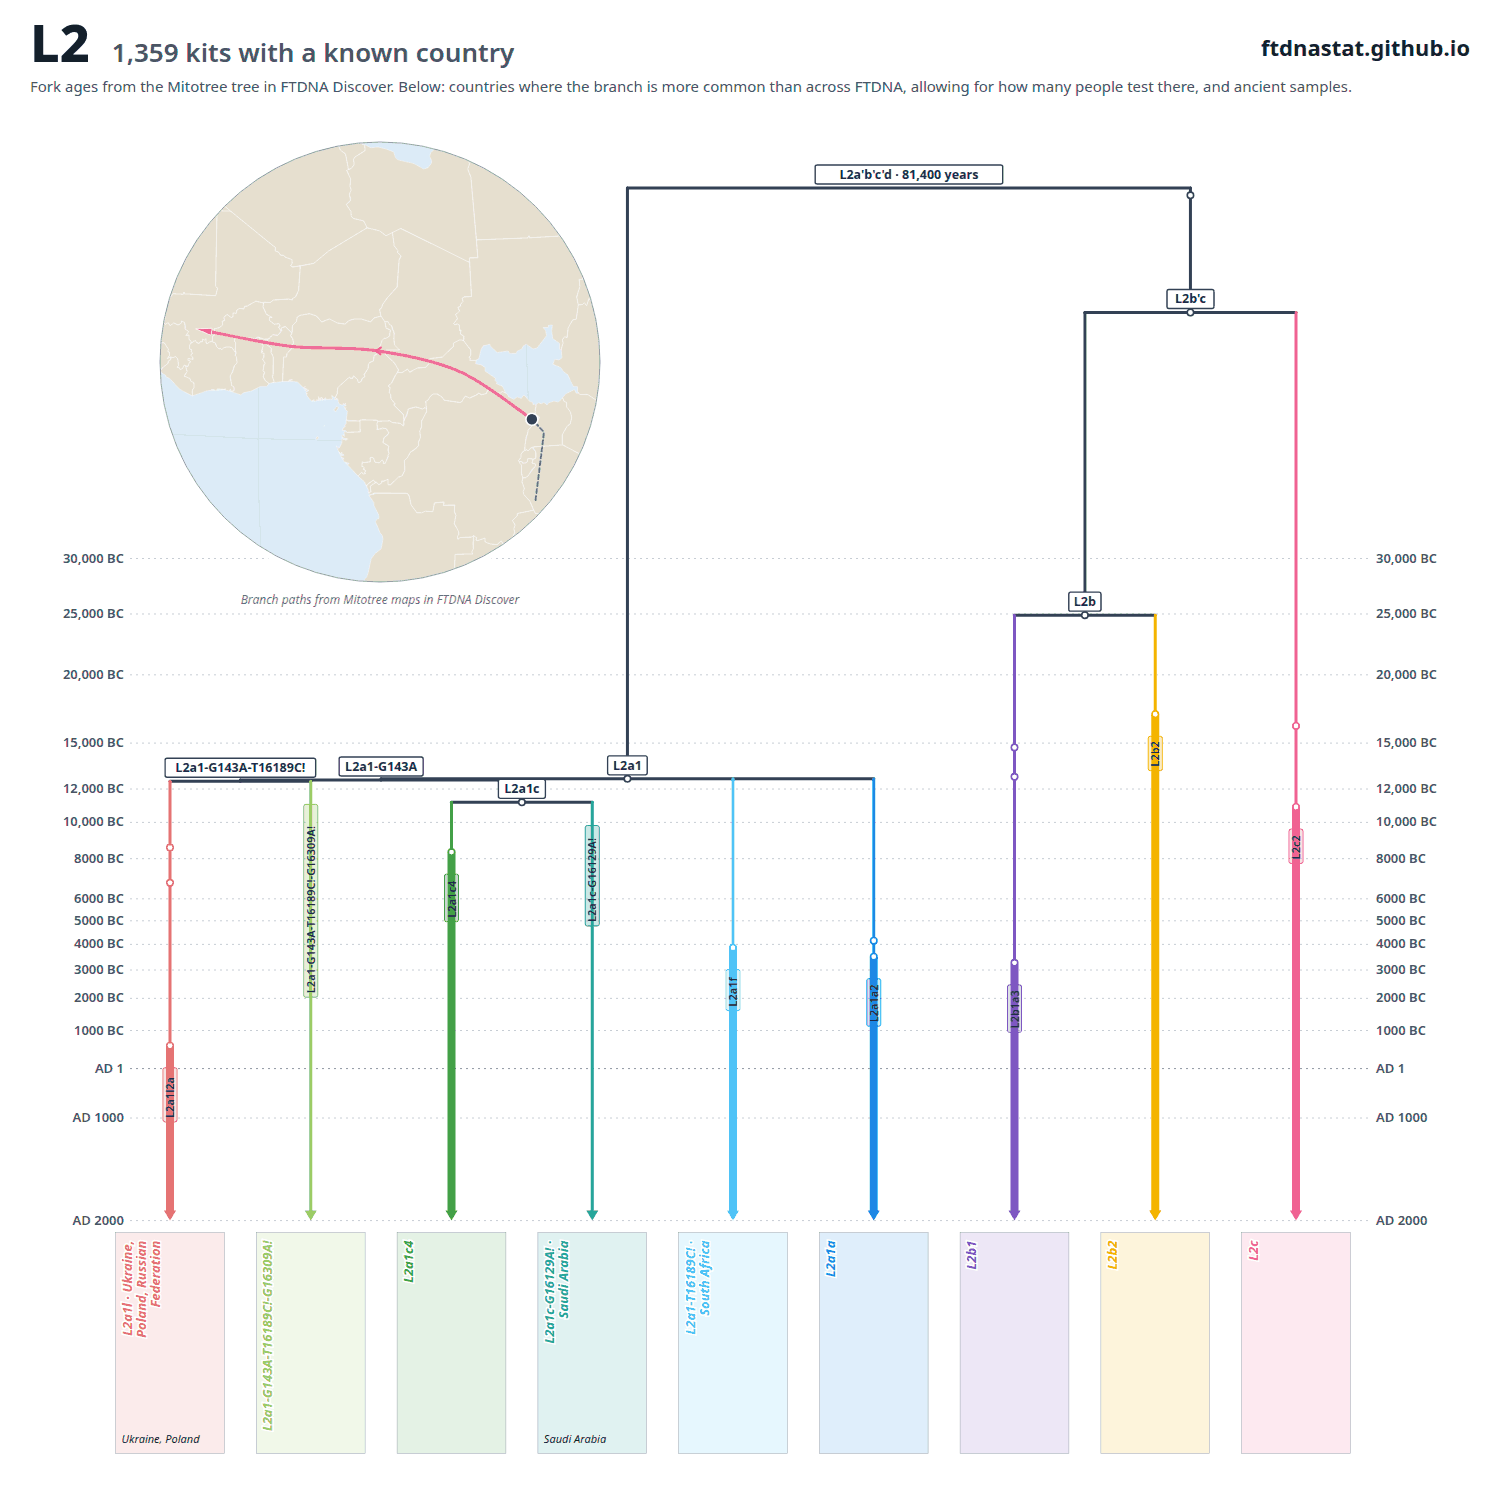 L2 1,359 kits with a known country
ftdnastat.github.io
Fork ages from the Mitotree tree in FTDNA Discover. Below: countries where the branch is more common than across FTDNA, allowing for how many people test there, and ancient samples.
L2a'b'c'd · 81,400 years
L2b'c
30,000 BC 30,000 BC
Branch paths from Mitotree maps in FTDNA Discover
L2b
25,000 BC 25,000 BC
20,000 BC 20,000 BC
15,000 BC 15,000 BC
L2b2
L2a1-G143A-T16189C!
L2a1-G143A
L2a1
L2a1c
12,000 BC 12,000 BC
10,000 BC 10,000 BC
8000 BC 8000 BC
6000 BC 6000 BC
5000 BC 5000 BC
4000 BC 4000 BC
3000 BC 3000 BC
2000 BC 2000 BC
1000 BC 1000 BC
AD 1 AD 1
AD 1000 AD 1000
AD 2000 AD 2000
L2a1l2a
L2a1-G143A-T16189C!-G16309A!
L2a1c4
L2a1c-G16129A!
L2a1f
L2a1a2
L2b1a3
L2c2
L2a1l · Ukraine,
Poland, Russian
Federation
Ukraine, Poland
L2a1-G143A-T16189C!-G16309A!
L2a1c4
L2a1c-G16129A! ·
Saudi Arabia
Saudi Arabia
L2a1-T16189C! ·
South Africa
L2a1a
L2b1
L2b2
L2c